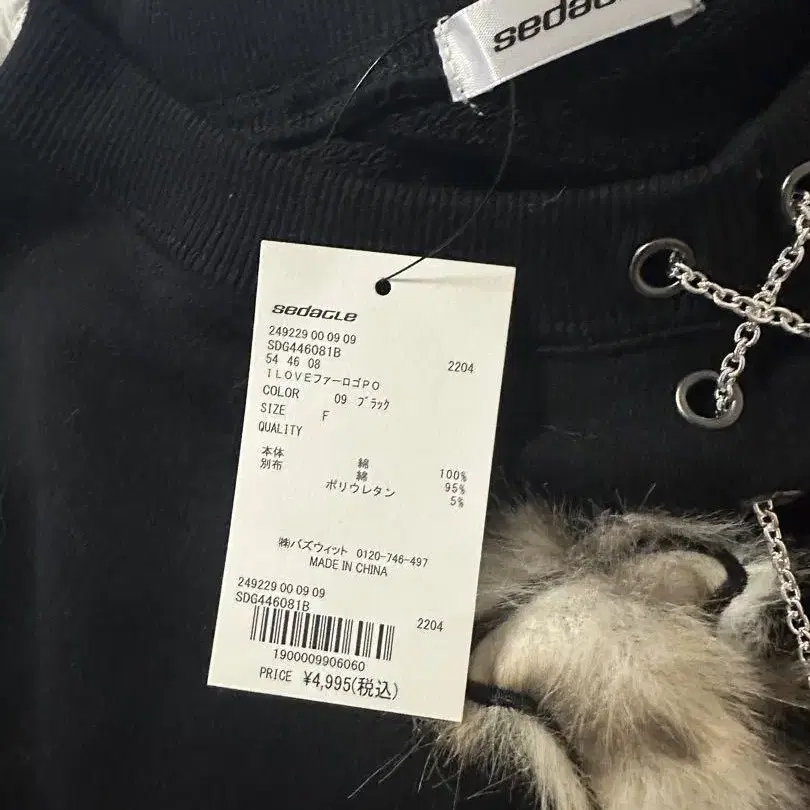 sedacle
sedacle
249229 00 09 09
SDG446081B
54 46 08 2204
I LOVEファーロゴPO
COLOR 09 ブラック
SIZE F
QUALITY
本体 綿 100%
別布 綿 95%
ポリウレタン 5%
㈱バズウィット 0120-746-497
MADE IN CHINA
249229 00 09 09
SDG446081B 2204
1900009906060
PRICE ¥4,995(税込)